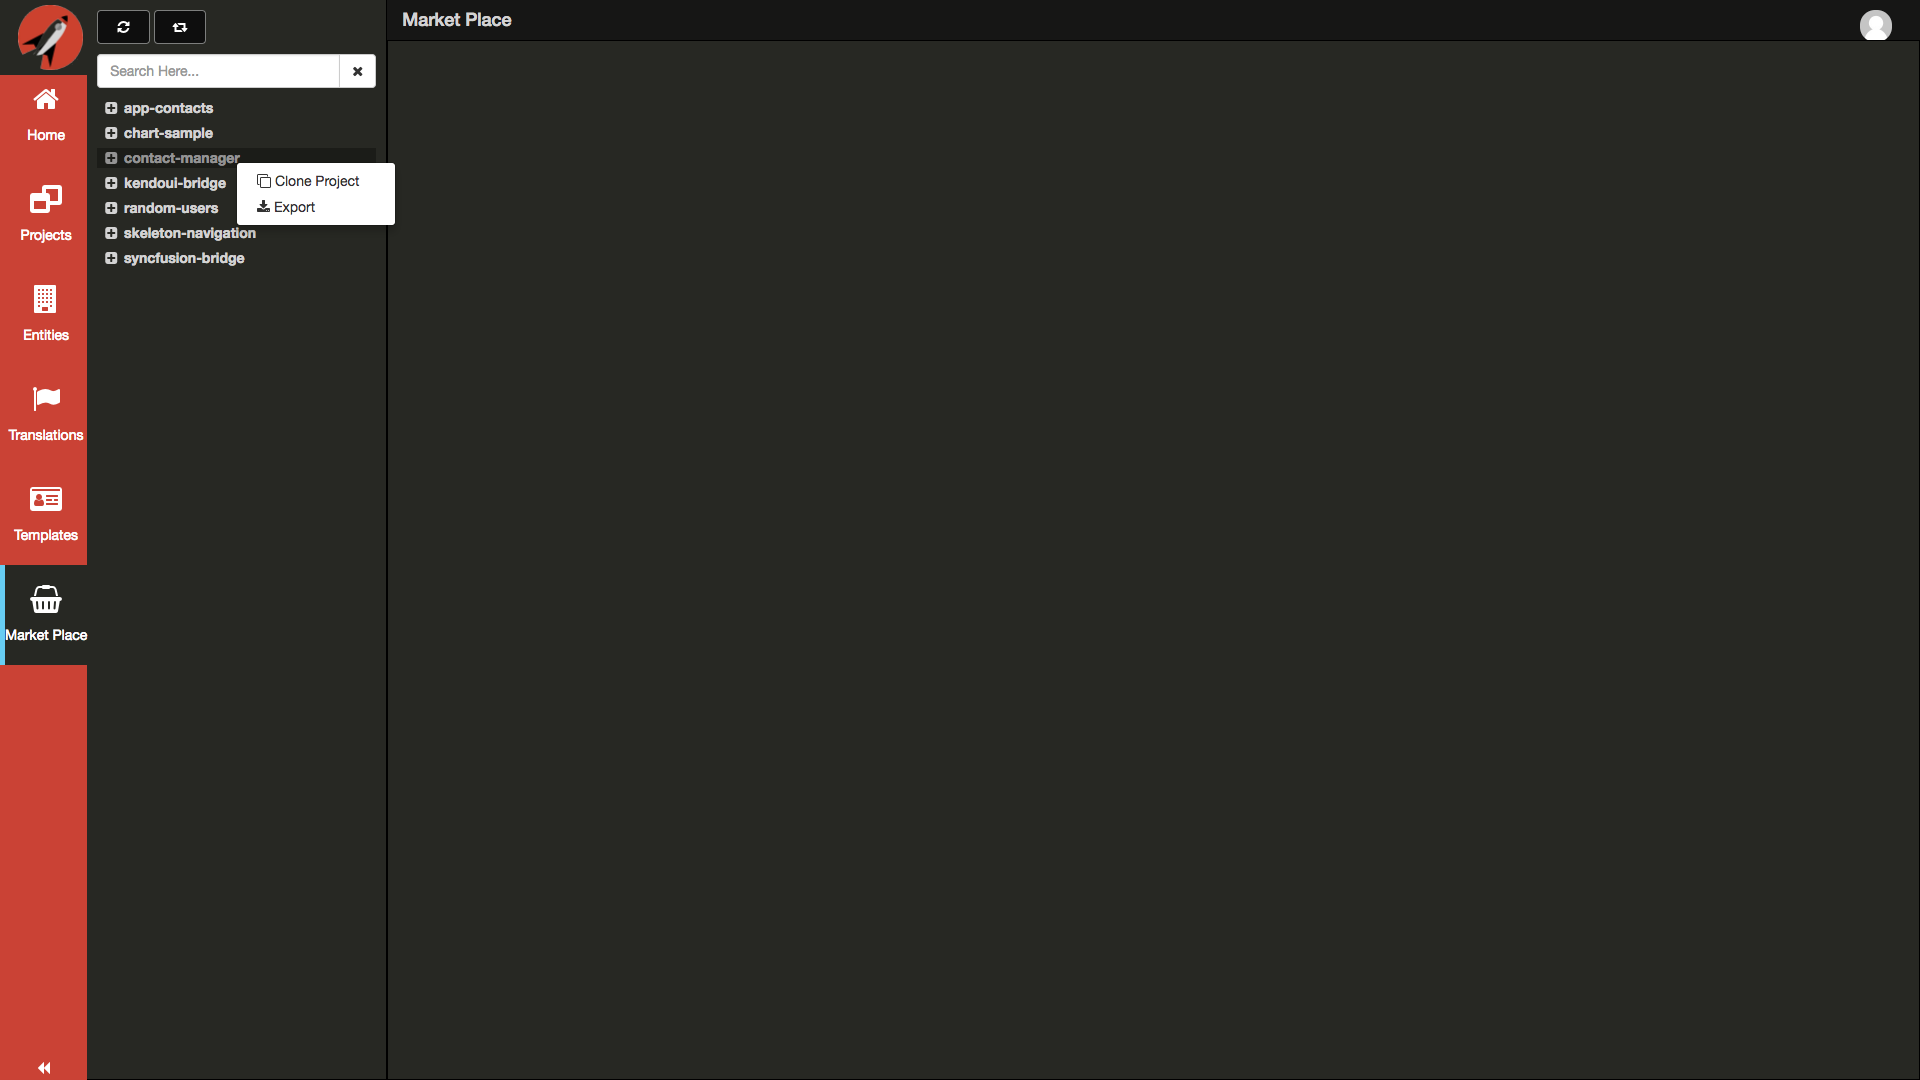 Market Place
Search Here...
app-contacts
chart-sample
contact-manager
kendoui-bridge
random-users
skeleton-navigation
syncfusion-bridge
Clone Project
Export
Home
Projects
Entities
Translations
Templates
Market Place